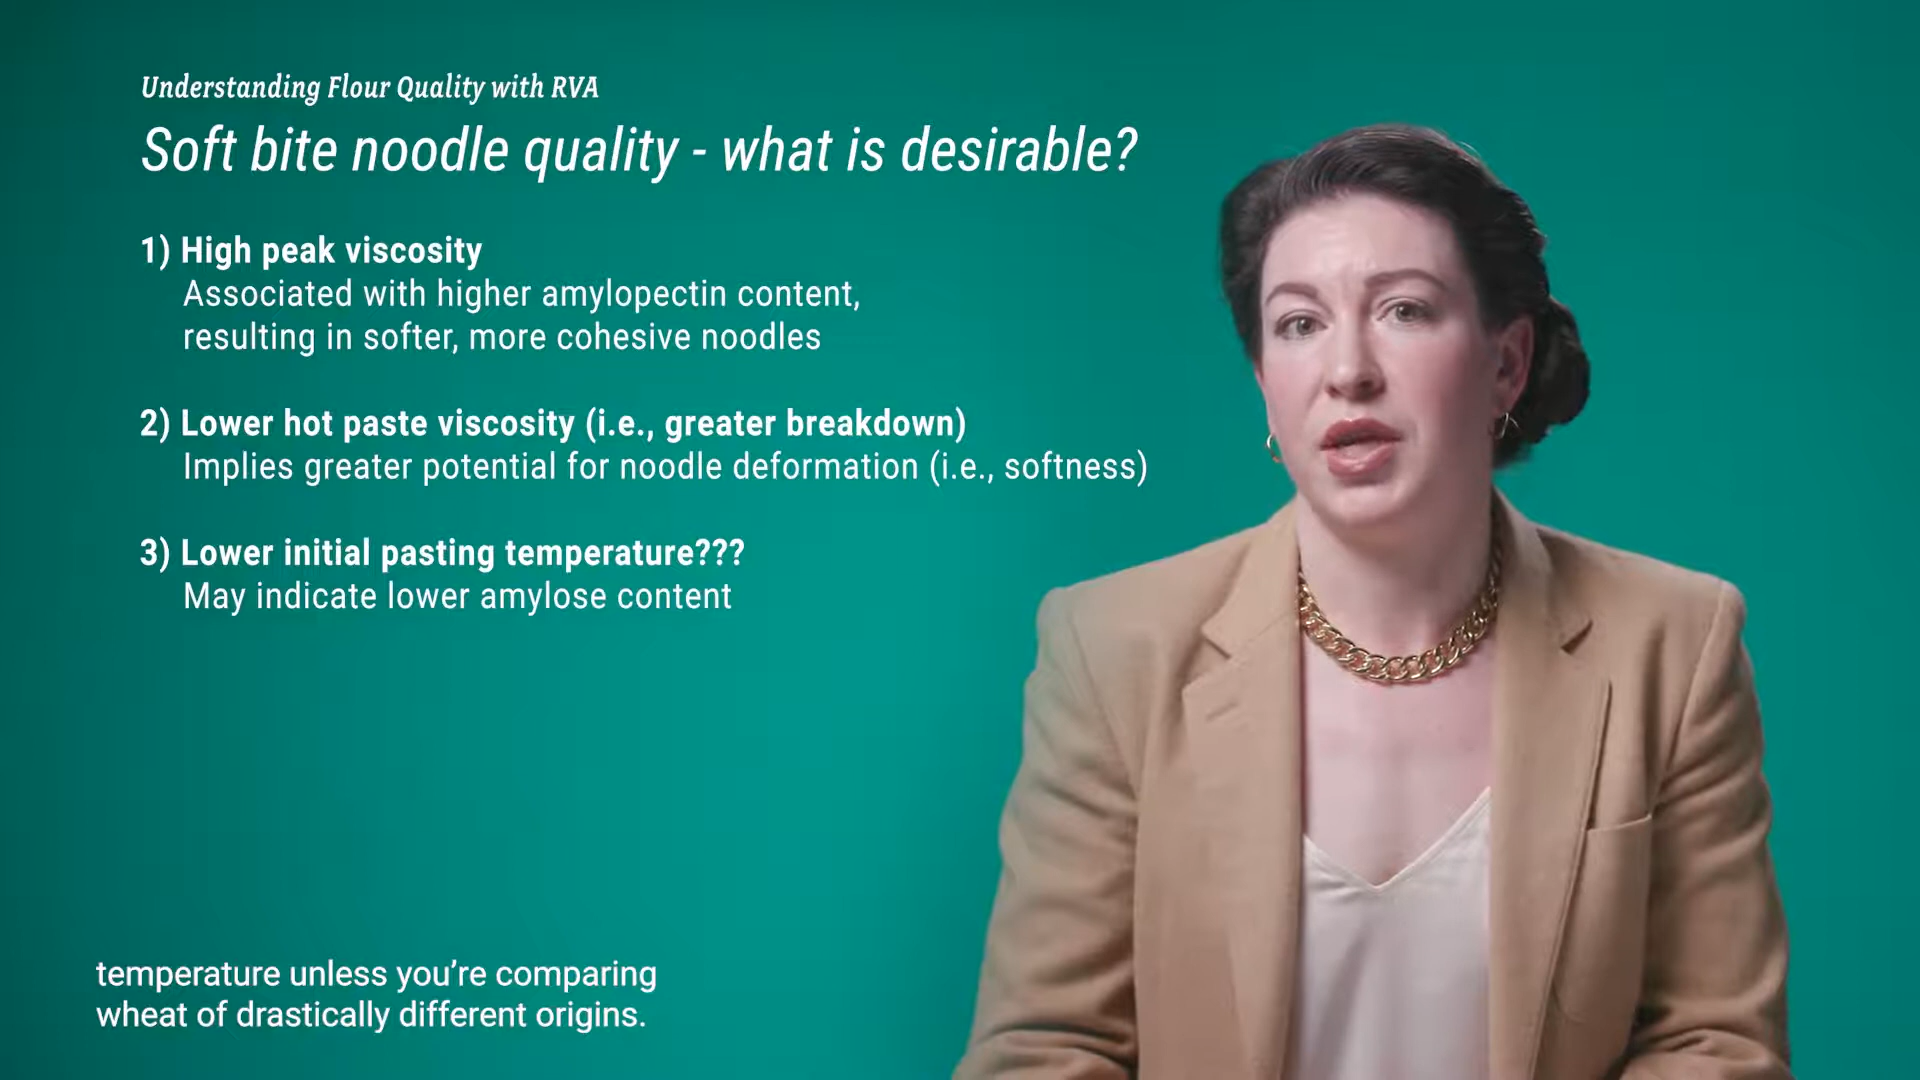 Understanding Flour Quality with RVA
Soft bite noodle quality - what is desirable?
1) High peak viscosity
Associated with higher amylopectin content,
resulting in softer, more cohesive noodles
2) Lower hot paste viscosity (i.e., greater breakdown)
Implies greater potential for noodle deformation (i.e., softness)
3) Lower initial pasting temperature???
May indicate lower amylose content
temperature unless you’re comparing
wheat of drastically different origins.